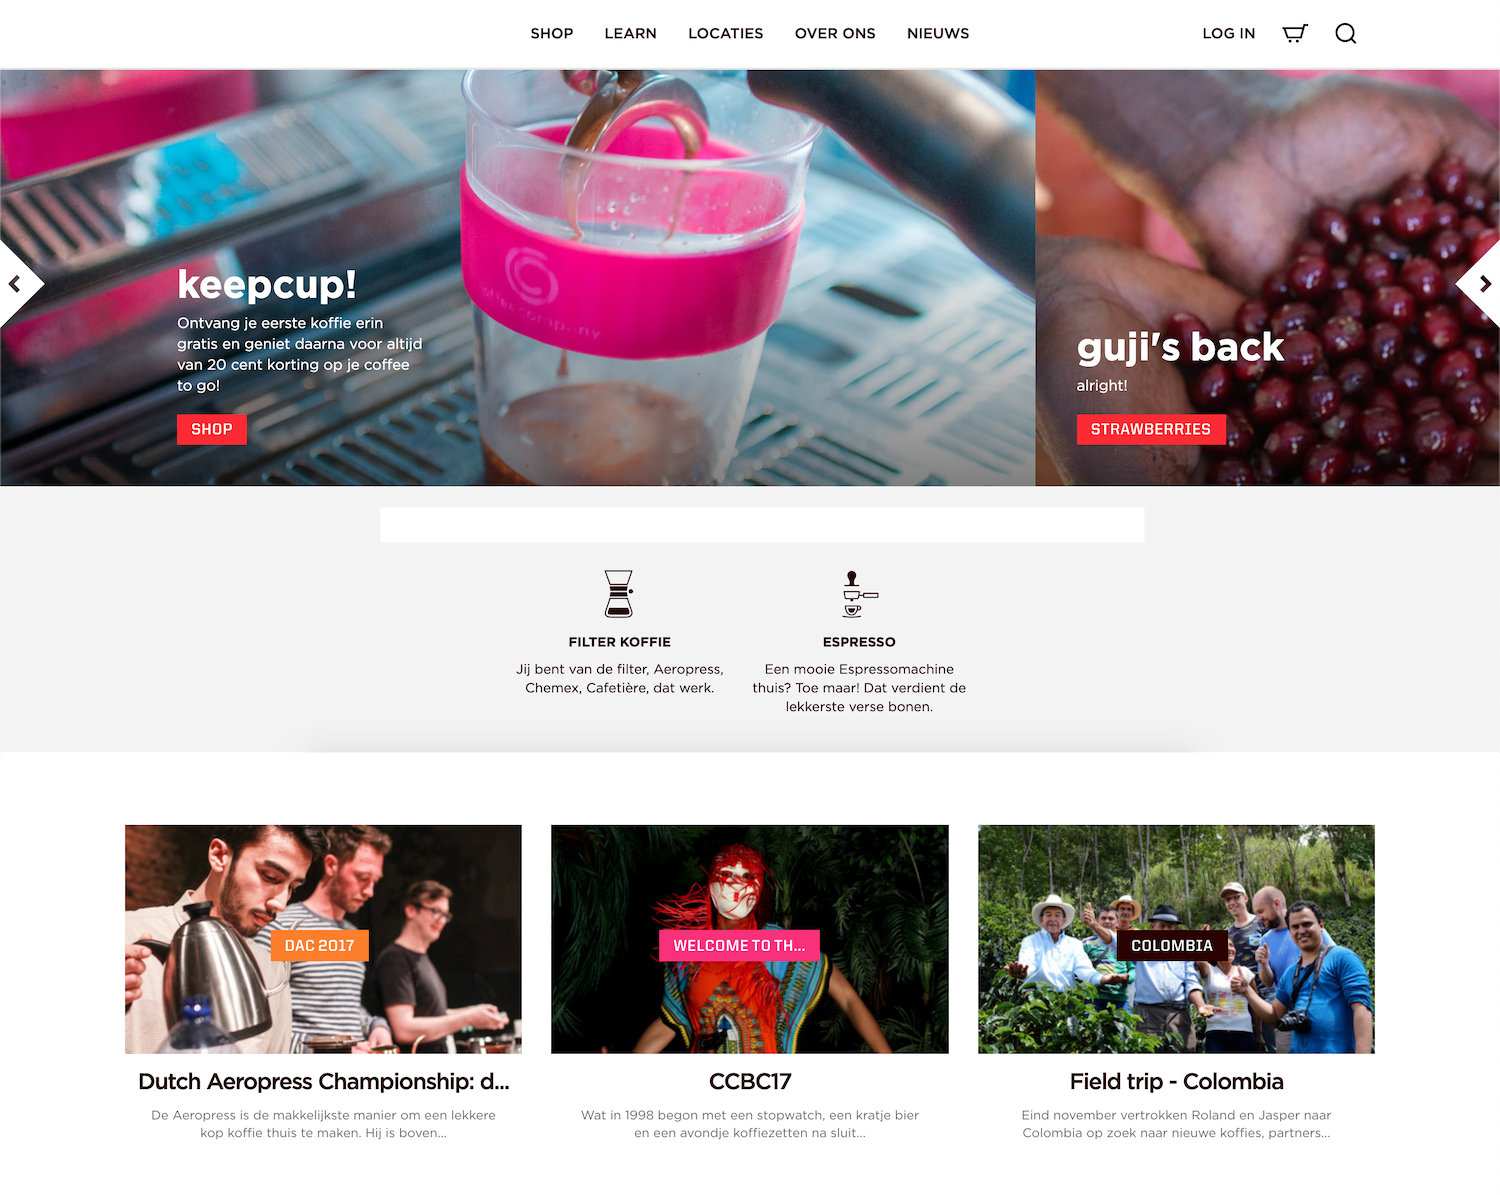 SHOP LEARN LOCATIES OVER ONS NIEUWS LOG IN
keepcup!
Ontvang je eerste koffie erin
gratis en geniet daarna voor altijd
van 20 cent korting op je coffee
to go!
SHOP
guji's back
alright!
STRAWBERRIES
FILTER KOFFIE
Jij bent van de filter, Aeropress,
Chemex, Cafetière, dat werk.
ESPRESSO
Een mooie Espressomachine
thuis? Toe maar! Dat verdient de
lekkerste verse bonen.
DAC 2017
Dutch Aeropress Championship: d...
De Aeropress is de makkelijkste manier om een lekkere
kop koffie thuis te maken. Hij is boven...
WELCOME TO TH...
CCBC17
Wat in 1998 begon met een stopwatch, een kratje bier
en een avondje koffiezetten na sluit...
COLOMBIA
Field trip - Colombia
Eind november vertrokken Roland en Jasper naar
Colombia op zoek naar nieuwe koffies, partners...